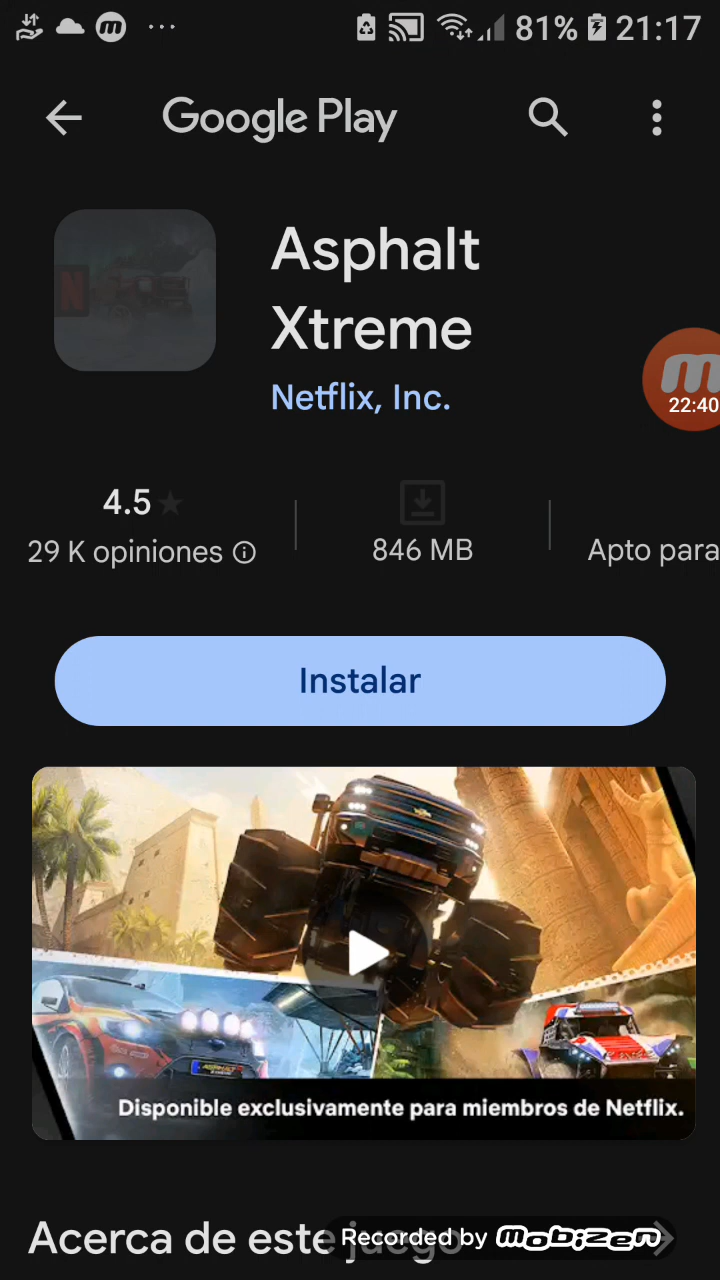 81% 21:17
Google Play
Asphalt
Xtreme
Netflix, Inc.
N
22:40
4.5
29 K opiniones
846 MB
Apto para
Instalar
ASPHALT
Disponible exclusivamente para miembros de Netflix.
Acerca de este juego
Recorded by mobizen